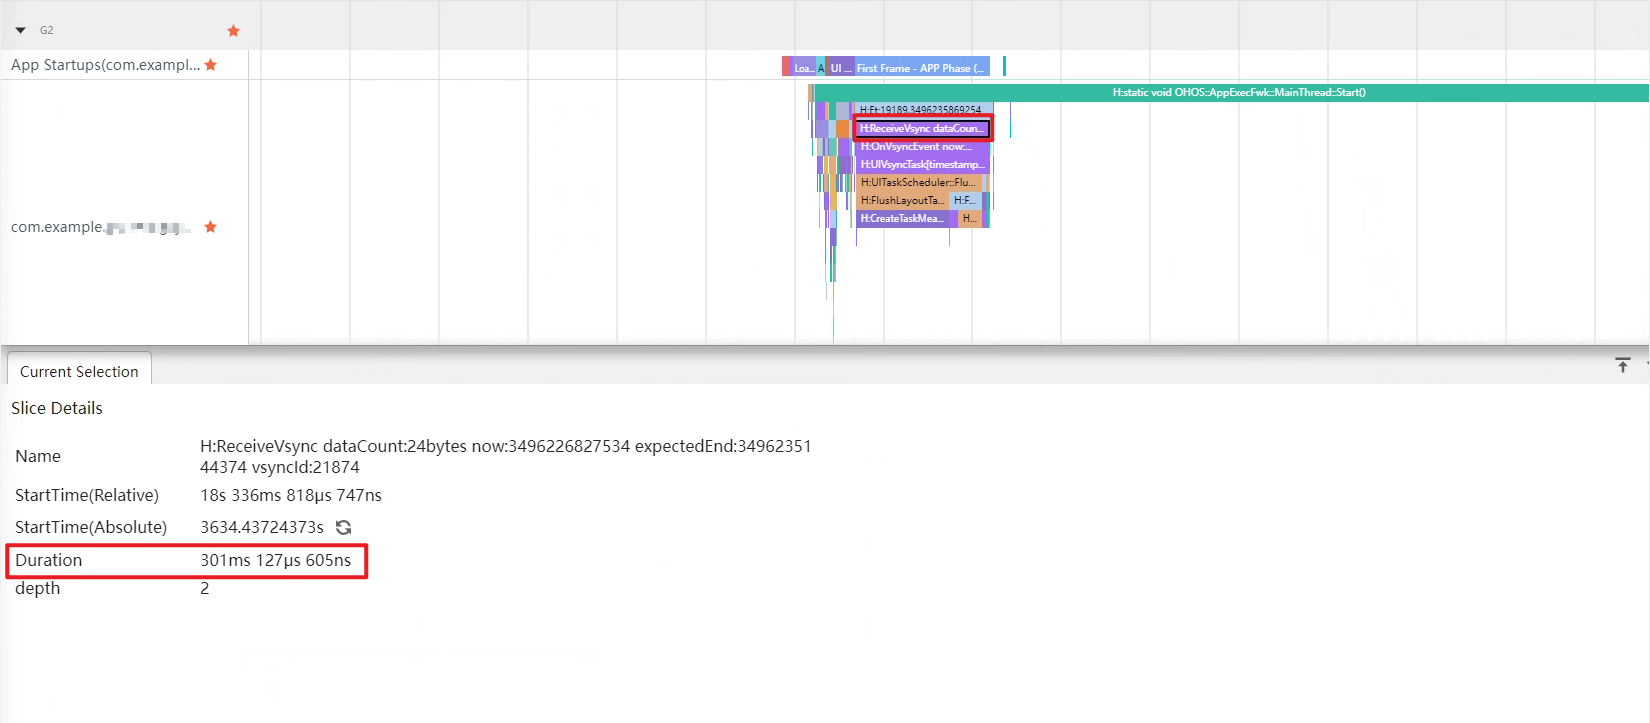 G2
App Startups(com.exampl...
Loa... A UI ... First Frame - APP Phase (...
H:static void OHOS::AppExecFwk::MainThread::Start()
H:Et:19189,3496235869254
H:ReceiveVsync dataCoun...
H:OnVsyncEvent now:...
H:UIVsyncTask[timestamp...
H:UITaskScheduler::Flu...
H:FlushLayoutTa... H:F...
H:CreateTaskMea... H...
com.example.
Current Selection
Slice Details
Name
H:ReceiveVsync dataCount:24bytes now:3496226827534 expectedEnd:34962351
44374 vsyncId:21874
StartTime(Relative) 18s 336ms 818μs 747ns
StartTime(Absolute) 3634.43724373s
Duration 301ms 127μs 605ns
depth 2